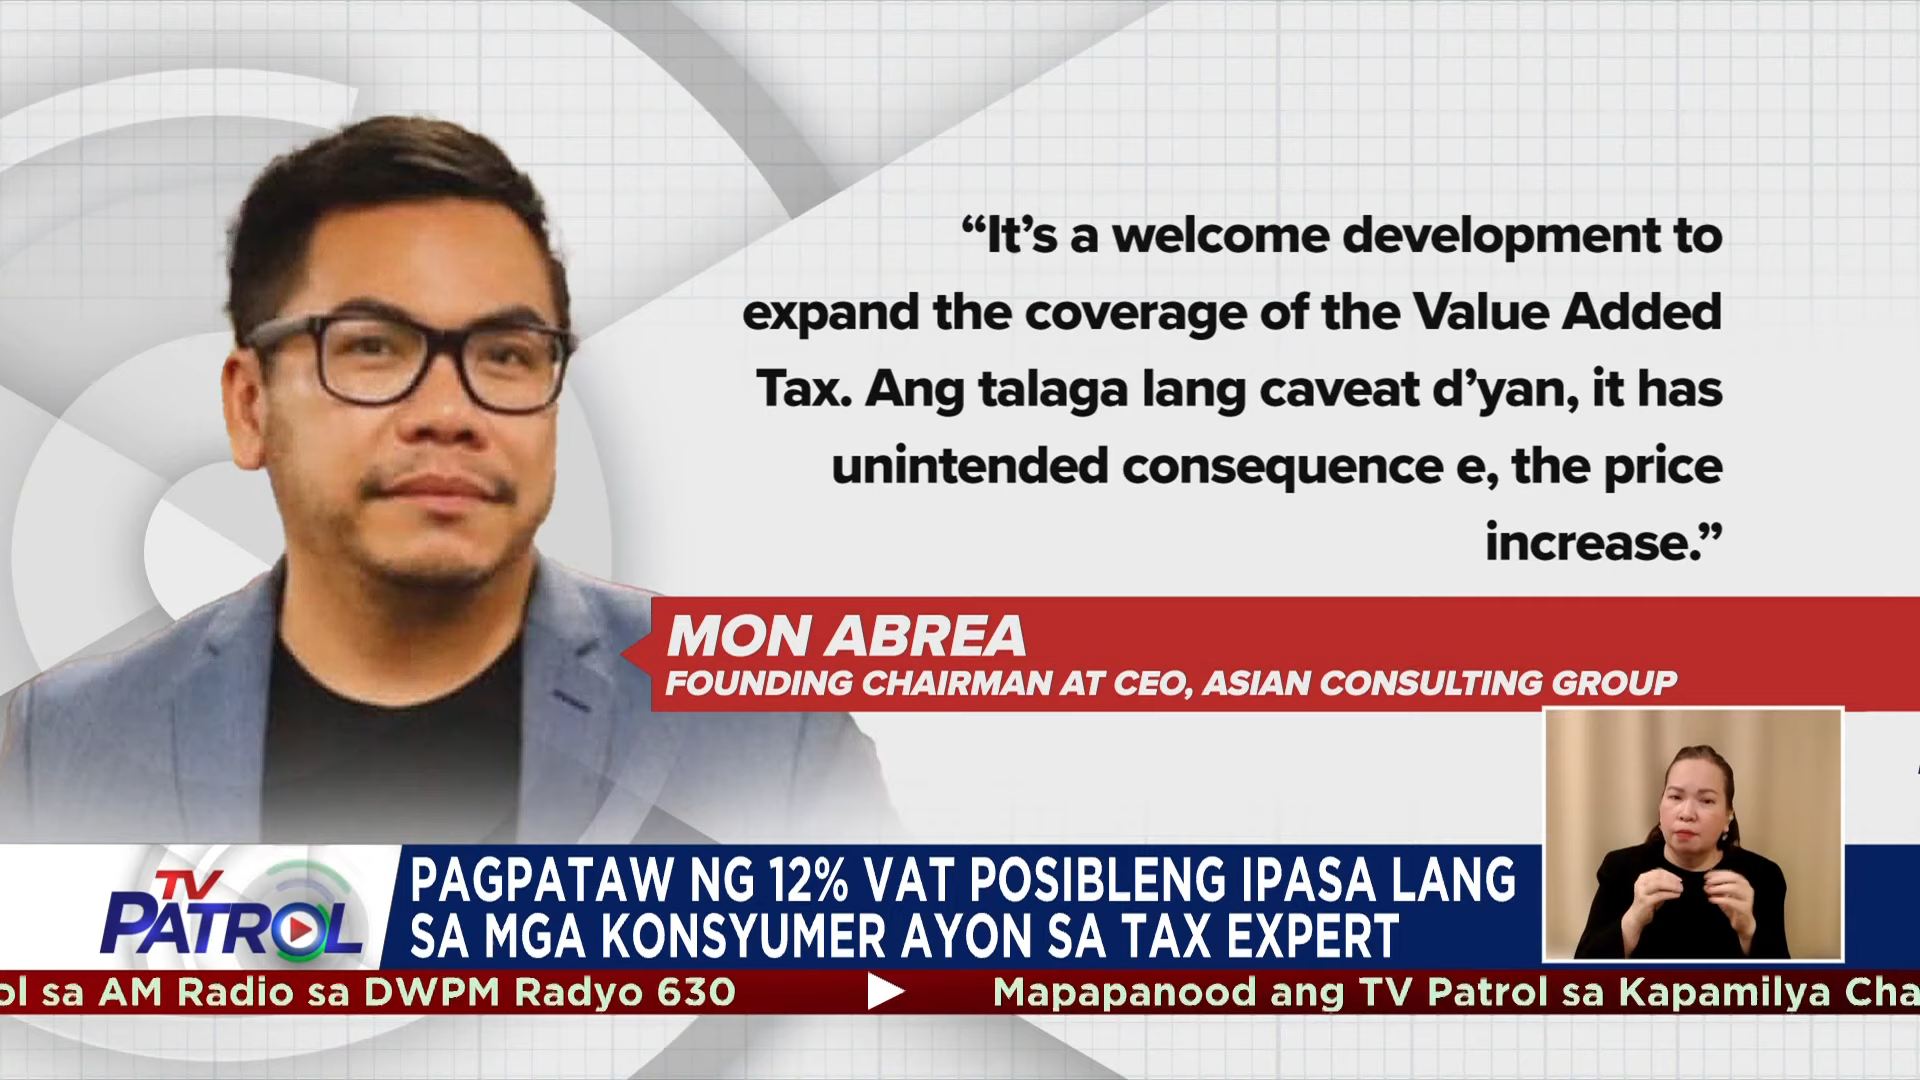 “It’s a welcome development to
expand the coverage of the Value Added
Tax. Ang talaga lang caveat d’yan, it has
unintended consequence e, the price
increase.”
MON ABREA
FOUNDING CHAIRMAN AT CEO, ASIAN CONSULTING GROUP
TV
PATROL
PAGPATAW NG 12% VAT POSIBLENG IPASA LANG
SA MGA KONSYUMER AYON SA TAX EXPERT
ol sa AM Radio sa DWPM Radyo 630
Mapapanood ang TV Patrol sa Kapamilya Cha